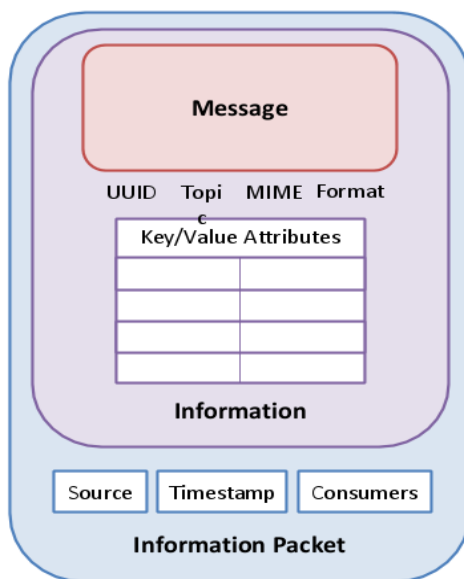 Message
UUID Topi MIME Format
c
Key/Value Attributes
Information
Source Timestamp Consumers
Information Packet